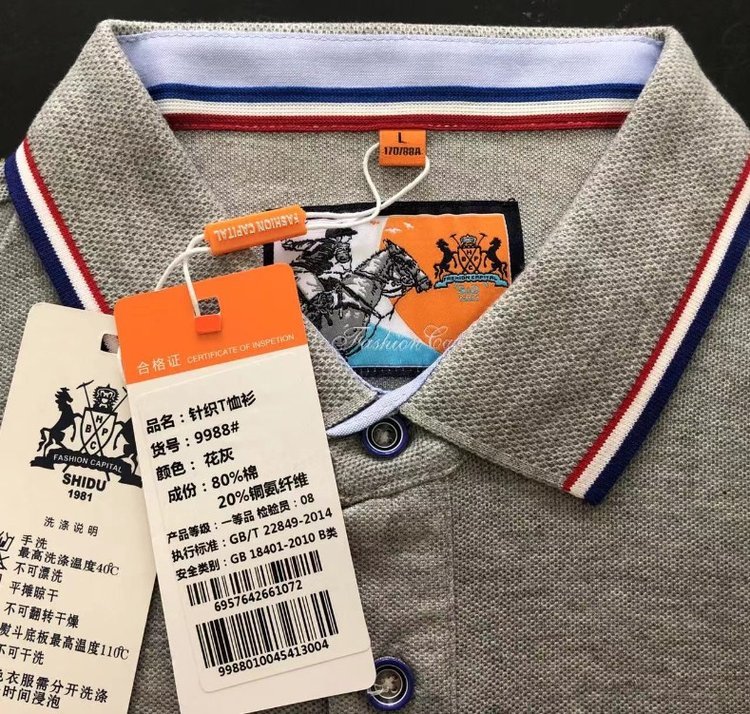 L
170/88A
FASHION CAPITAL
FASHION CAPITAL
Fashion
合格证 CERTIFICATE OF INSPETION
品名：针织T恤衫
货号：9988#
颜色：花灰
成份：80%棉
20%铜氨纤维
产品等级：一等品 检验员：08
执行标准：GB/T 22849-2014
安全类别：GB 18401-2010 B类
6957642661072
9988010045413004
H
B P
C
FASHION CAPITAL
SHIDU
1981
洗涤说明
手洗
最高洗涤温度40℃
不可漂洗
平摊晾干
不可翻转干燥
熨斗底板最高温度110℃
不可干洗
色衣服需分开洗涤
时间浸泡